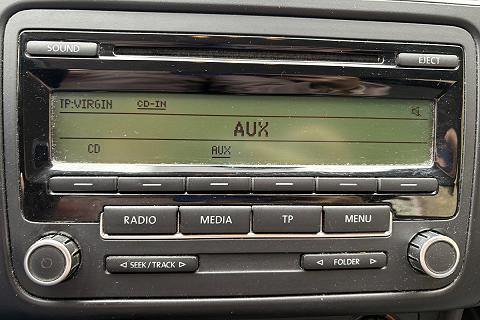 SOUND
EJECT
TP:VIRGIN CD-IN
AUX
CD AUX
RADIO MEDIA TP MENU
SEEK/TRACK FOLDER